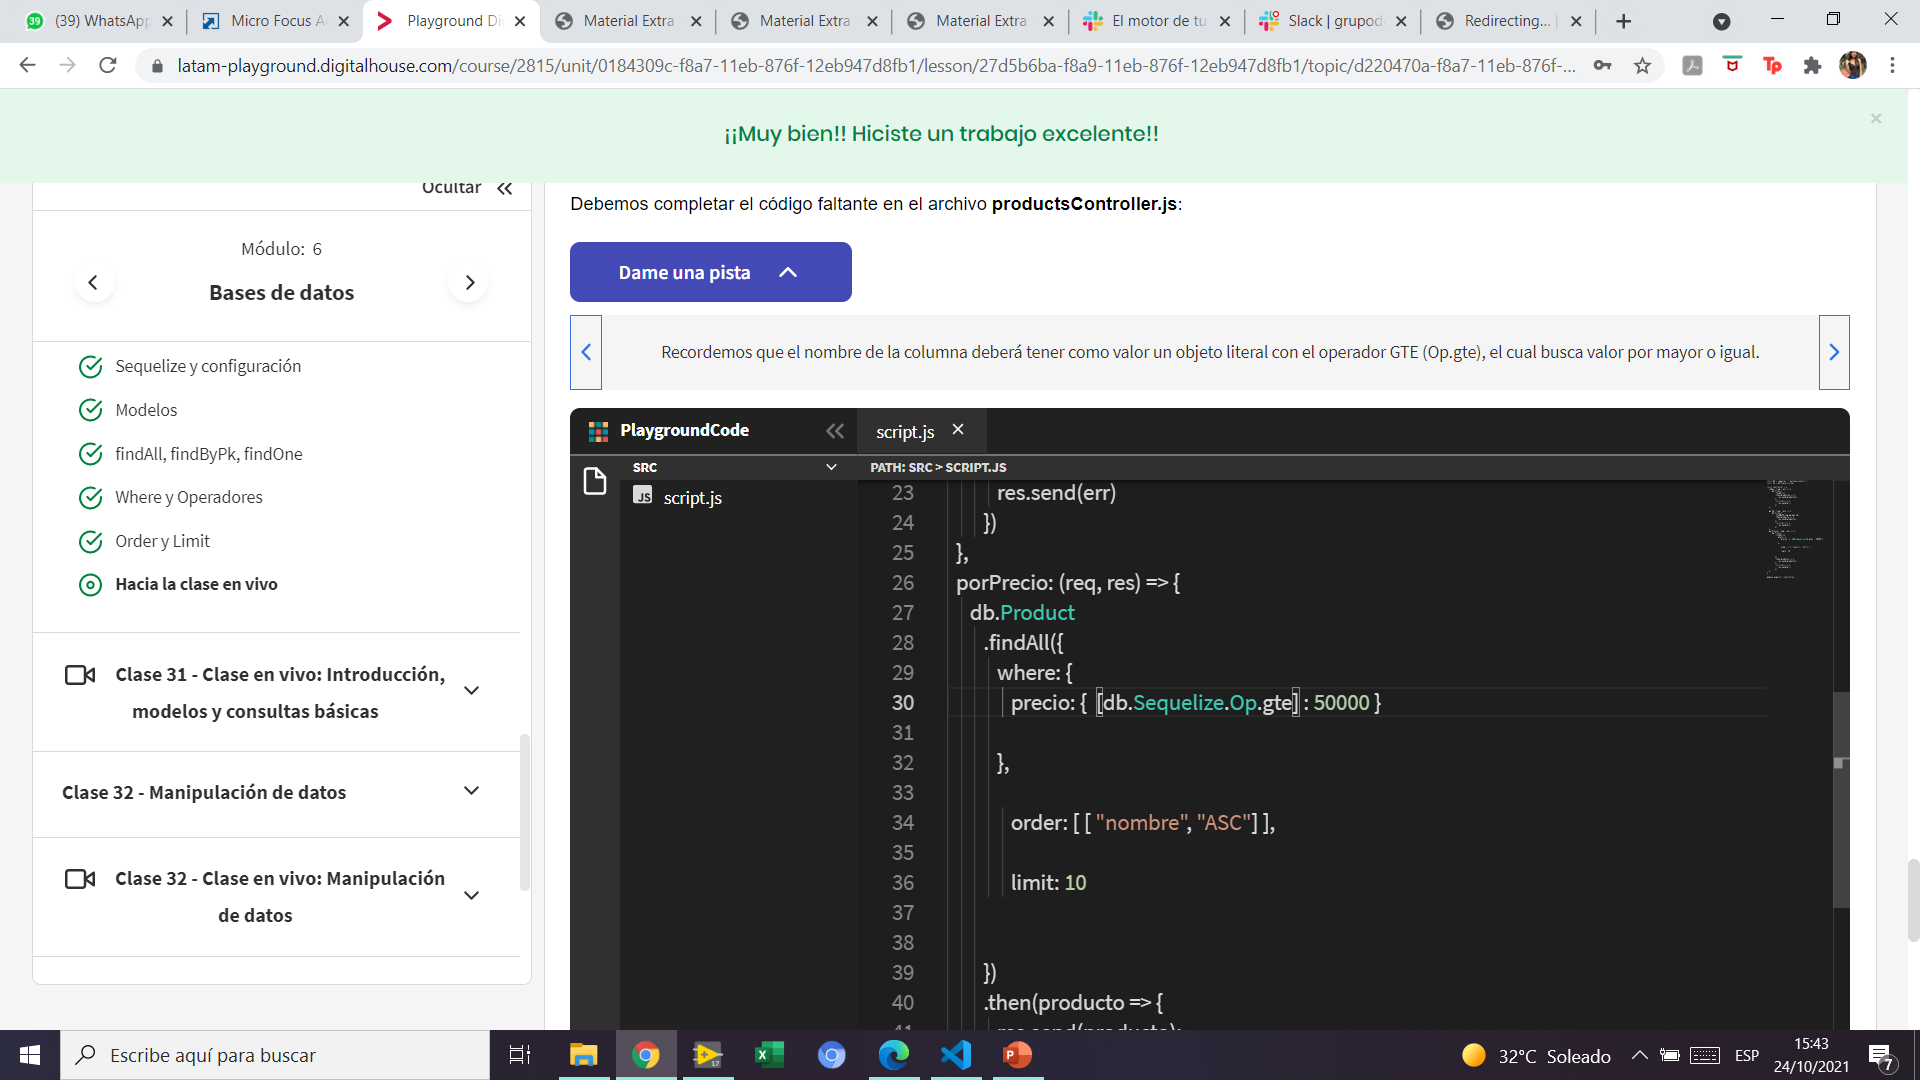 (39) WhatsApp
Micro Focus A
Playground Di
Material Extra
Material Extra
Material Extra
El motor de tu
Slack | grupod
Redirecting...
latam-playground.digitalhouse.com/course/2815/unit/0184309c-f8a7-11eb-876f-12eb947d8fb1/lesson/27d5b6ba-f8a9-11eb-876f-12eb947d8fb1/topic/d220470a-f8a7-11eb-876f-...
¡¡Muy bien!! Hiciste un trabajo excelente!!
Ocultar
Módulo: 6
Bases de datos
Sequelize y configuración
Modelos
findAll, findByPk, findOne
Where y Operadores
Order y Limit
Hacia la clase en vivo
Clase 31 - Clase en vivo: Introducción,
modelos y consultas básicas
Clase 32 - Manipulación de datos
Clase 32 - Clase en vivo: Manipulación
de datos
Debemos completar el código faltante en el archivo productsController.js:
Dame una pista
Recordemos que el nombre de la columna deberá tener como valor un objeto literal con el operador GTE (Op.gte), el cual busca valor por mayor o igual.
PlaygroundCode
script.js
SRC
PATH: SRC > SCRIPT.JS
JS script.js
23 res.send(err)
24 })
25 },
26 porPrecio: (req, res) => {
27 db.Product
28 .findAll({
29 where: {
30 precio: { [db.Sequelize.Op.gte] : 50000 }
31
32 },
33
34 order: [ [ "nombre", "ASC"] ],
35
36 limit: 10
37
38
39 })
40 .then(producto => {
41 res.send(producto);
Escribe aquí para buscar
32°C Soleado
ESP
15:43
24/10/2021
7